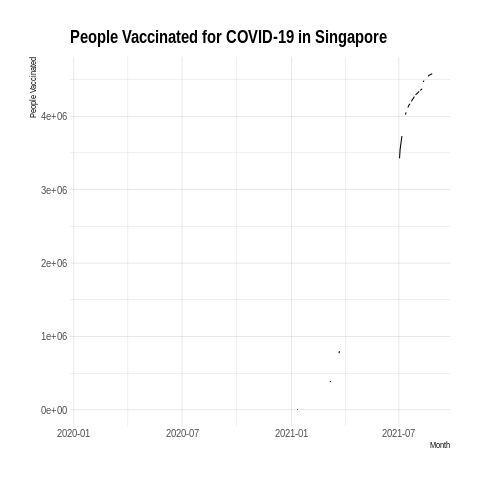 People Vaccinated for COVID-19 in Singapore
People Vaccinated
4e+06
3e+06
2e+06
1e+06
0e+00
2020-01 2020-07 2021-01 2021-07
Month